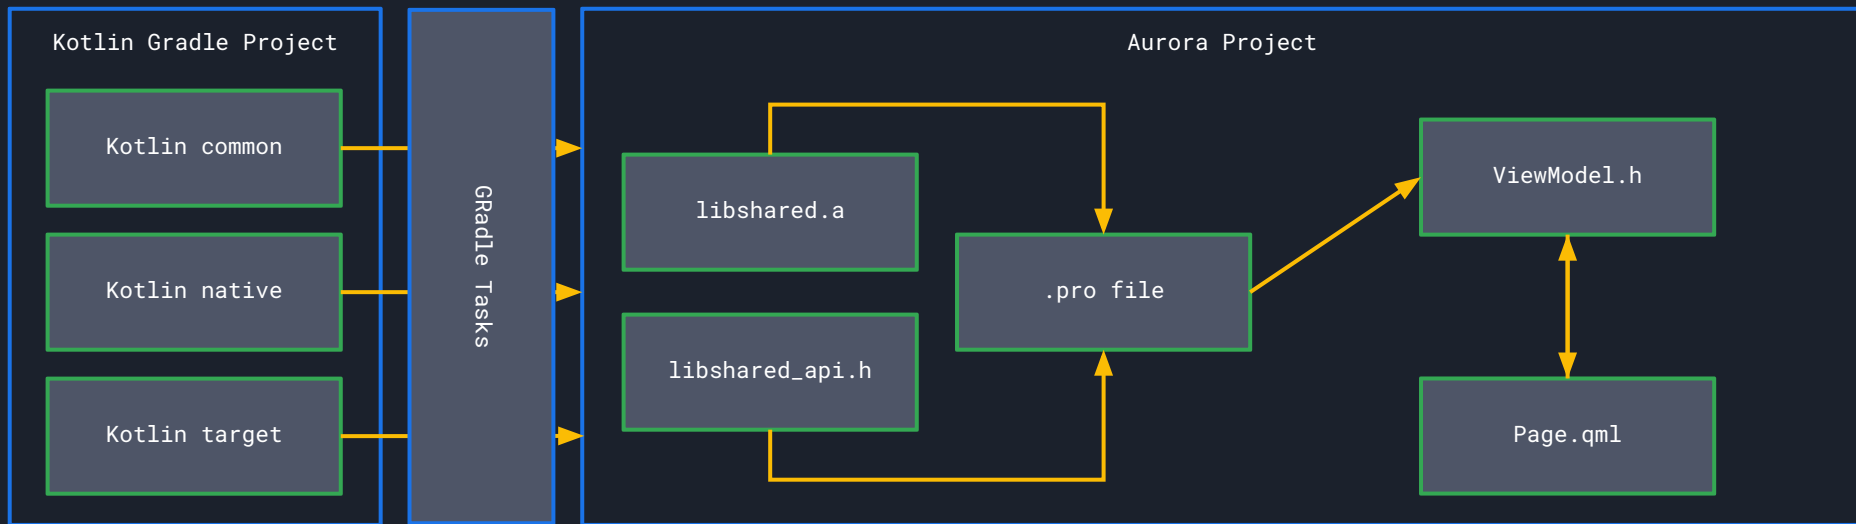 Kotlin Gradle Project
Kotlin common
Kotlin native
Kotlin target
GRadle Tasks
Aurora Project
libshared.a
libshared_api.h
.pro file
ViewModel.h
Page.qml